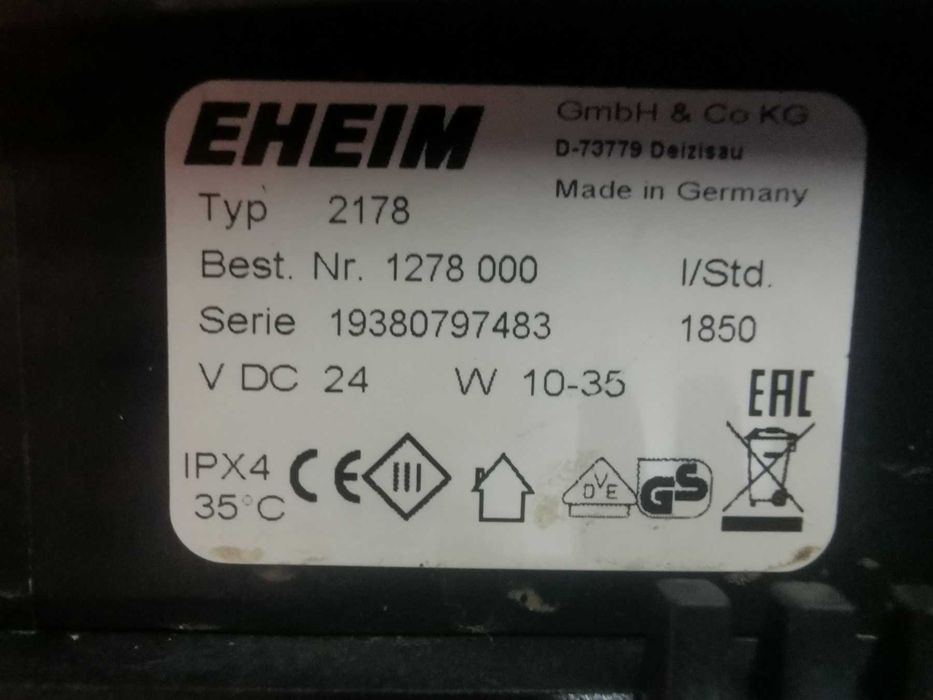 EHEIM GmbH & Co KG
D-73779 Deizisau
Made in Germany
Typ 2178
Best. Nr. 1278 000 l/Std.
Serie 19380797483 1850
V DC 24 W 10-35
EAC
IPX4 CE III DVE GS
35°C